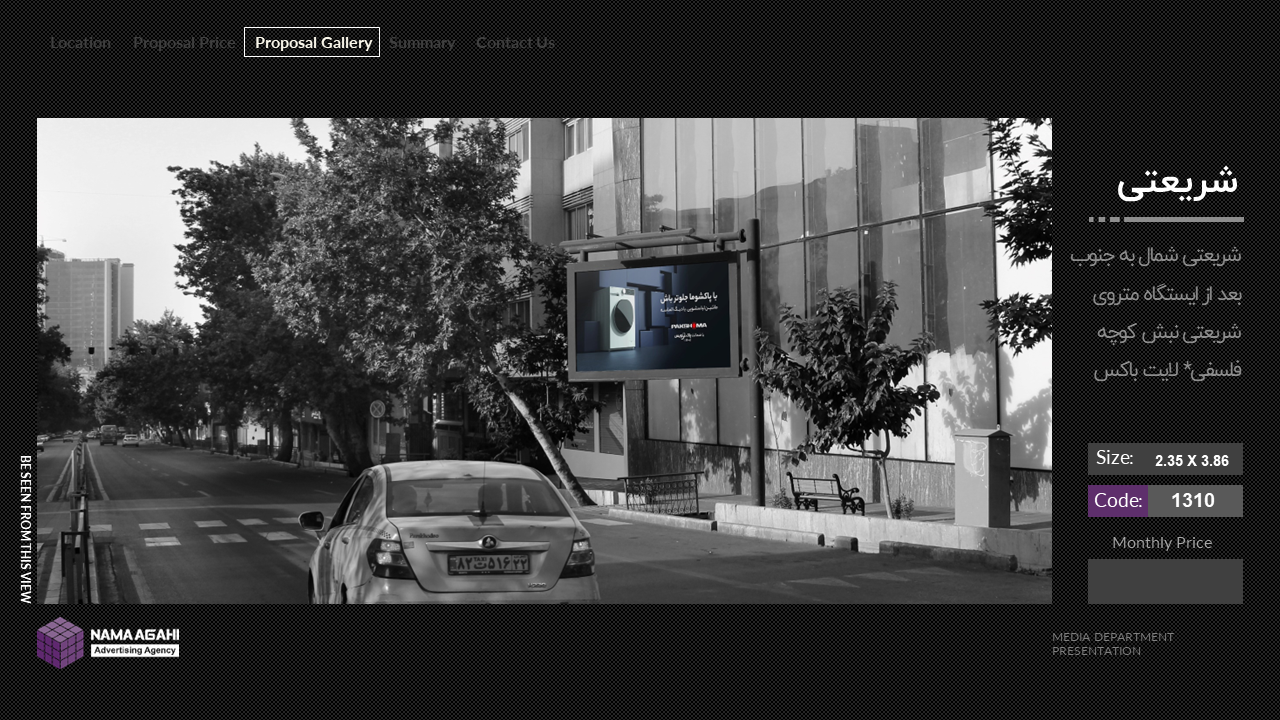 Location Proposal Price Proposal Gallery Summary Contact Us
شریعتی
شریعتی شمال به جنوب
بعد از ایستگاه متروی
شریعتی نبش کوچه
فلسفی* لایت باکس
Size: 2.35 X 3.86
Code: 1310
Monthly Price
BE SEEN FROM THIS VIEW
با پاکشوما جلوتر باش
PAKSHOMA
TAXI
۸۲ت۵۱۶ ۲۲
NAMA AGAHI
Advertising Agency
MEDIA DEPARTMENT
PRESENTATION